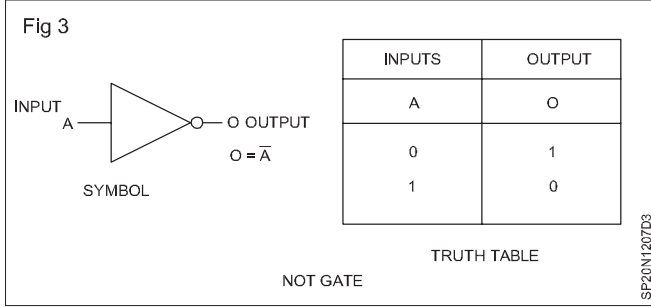 Fig 3
INPUT
A
O OUTPUT
O = A̅
SYMBOL
INPUTS OUTPUT
A O
0 1
1 0
TRUTH TABLE
NOT GATE
SP20N1207D3